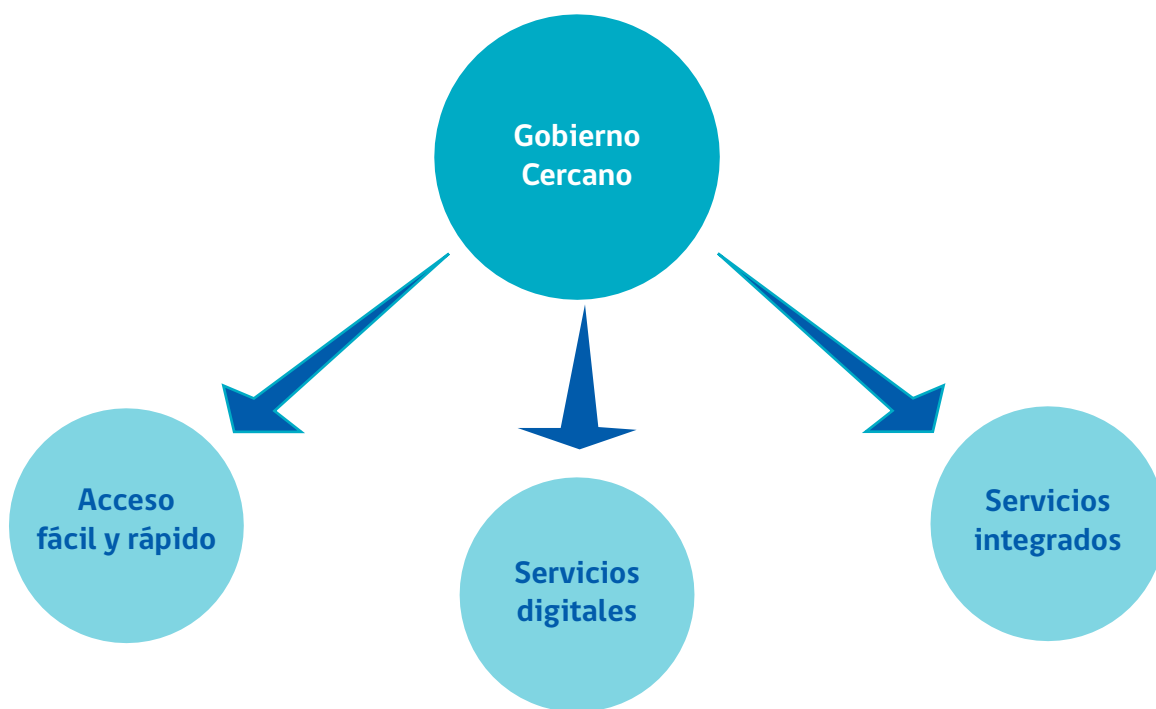 Gobierno
Cercano
Acceso
fácil y rápido
Servicios
digitales
Servicios
integrados